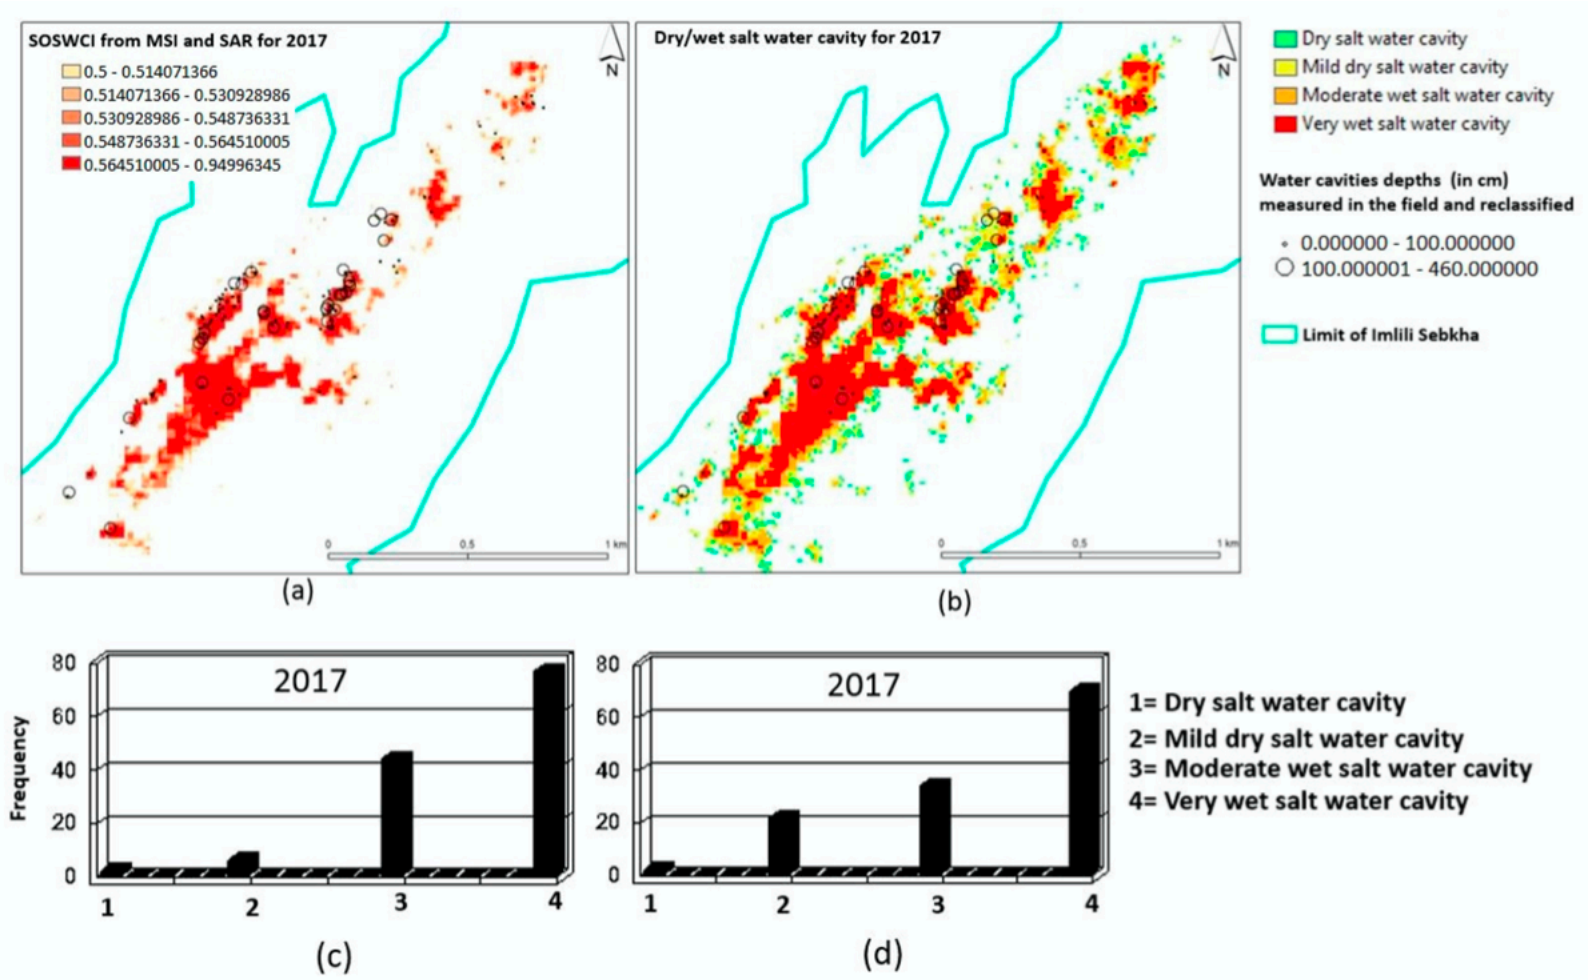 SOSWCI from MSI and SAR for 2017
0.5 - 0.514071366
0.514071366 - 0.530928986
0.530928986 - 0.548736331
0.548736331 - 0.564510005
0.564510005 - 0.94996345
N
0 0.5 1 km
(a)
Dry/wet salt water cavity for 2017
N
0 0.5 1 km
(b)
Dry salt water cavity
Mild dry salt water cavity
Moderate wet salt water cavity
Very wet salt water cavity
Water cavities depths (in cm)
measured in the field and reclassified
0.000000 - 100.000000
100.000001 - 460.000000
Limit of Imlili Sebkha
2017
Frequency
80
60
40
20
0
1 2 3 4
(c)
2017
80
60
40
20
0
1 2 3 4
(d)
1= Dry salt water cavity
2= Mild dry salt water cavity
3= Moderate wet salt water cavity
4= Very wet salt water cavity